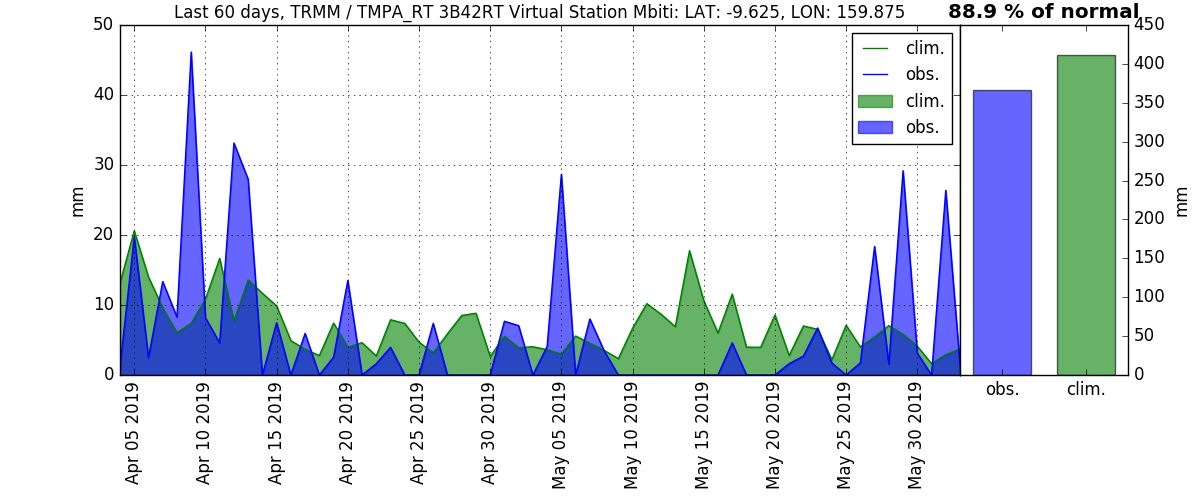 Last 60 days, TRMM / TMPA_RT 3B42RT Virtual Station Mbiti: LAT: -9.625, LON: 159.875
88.9 % of normal
50
40
30
20
10
0
mm
clim.
obs.
clim.
obs.
450
400
350
300
250
200
150
100
50
0
mm
Apr 05 2019
Apr 10 2019
Apr 15 2019
Apr 20 2019
Apr 25 2019
Apr 30 2019
May 05 2019
May 10 2019
May 15 2019
May 20 2019
May 25 2019
May 30 2019
obs.
clim.